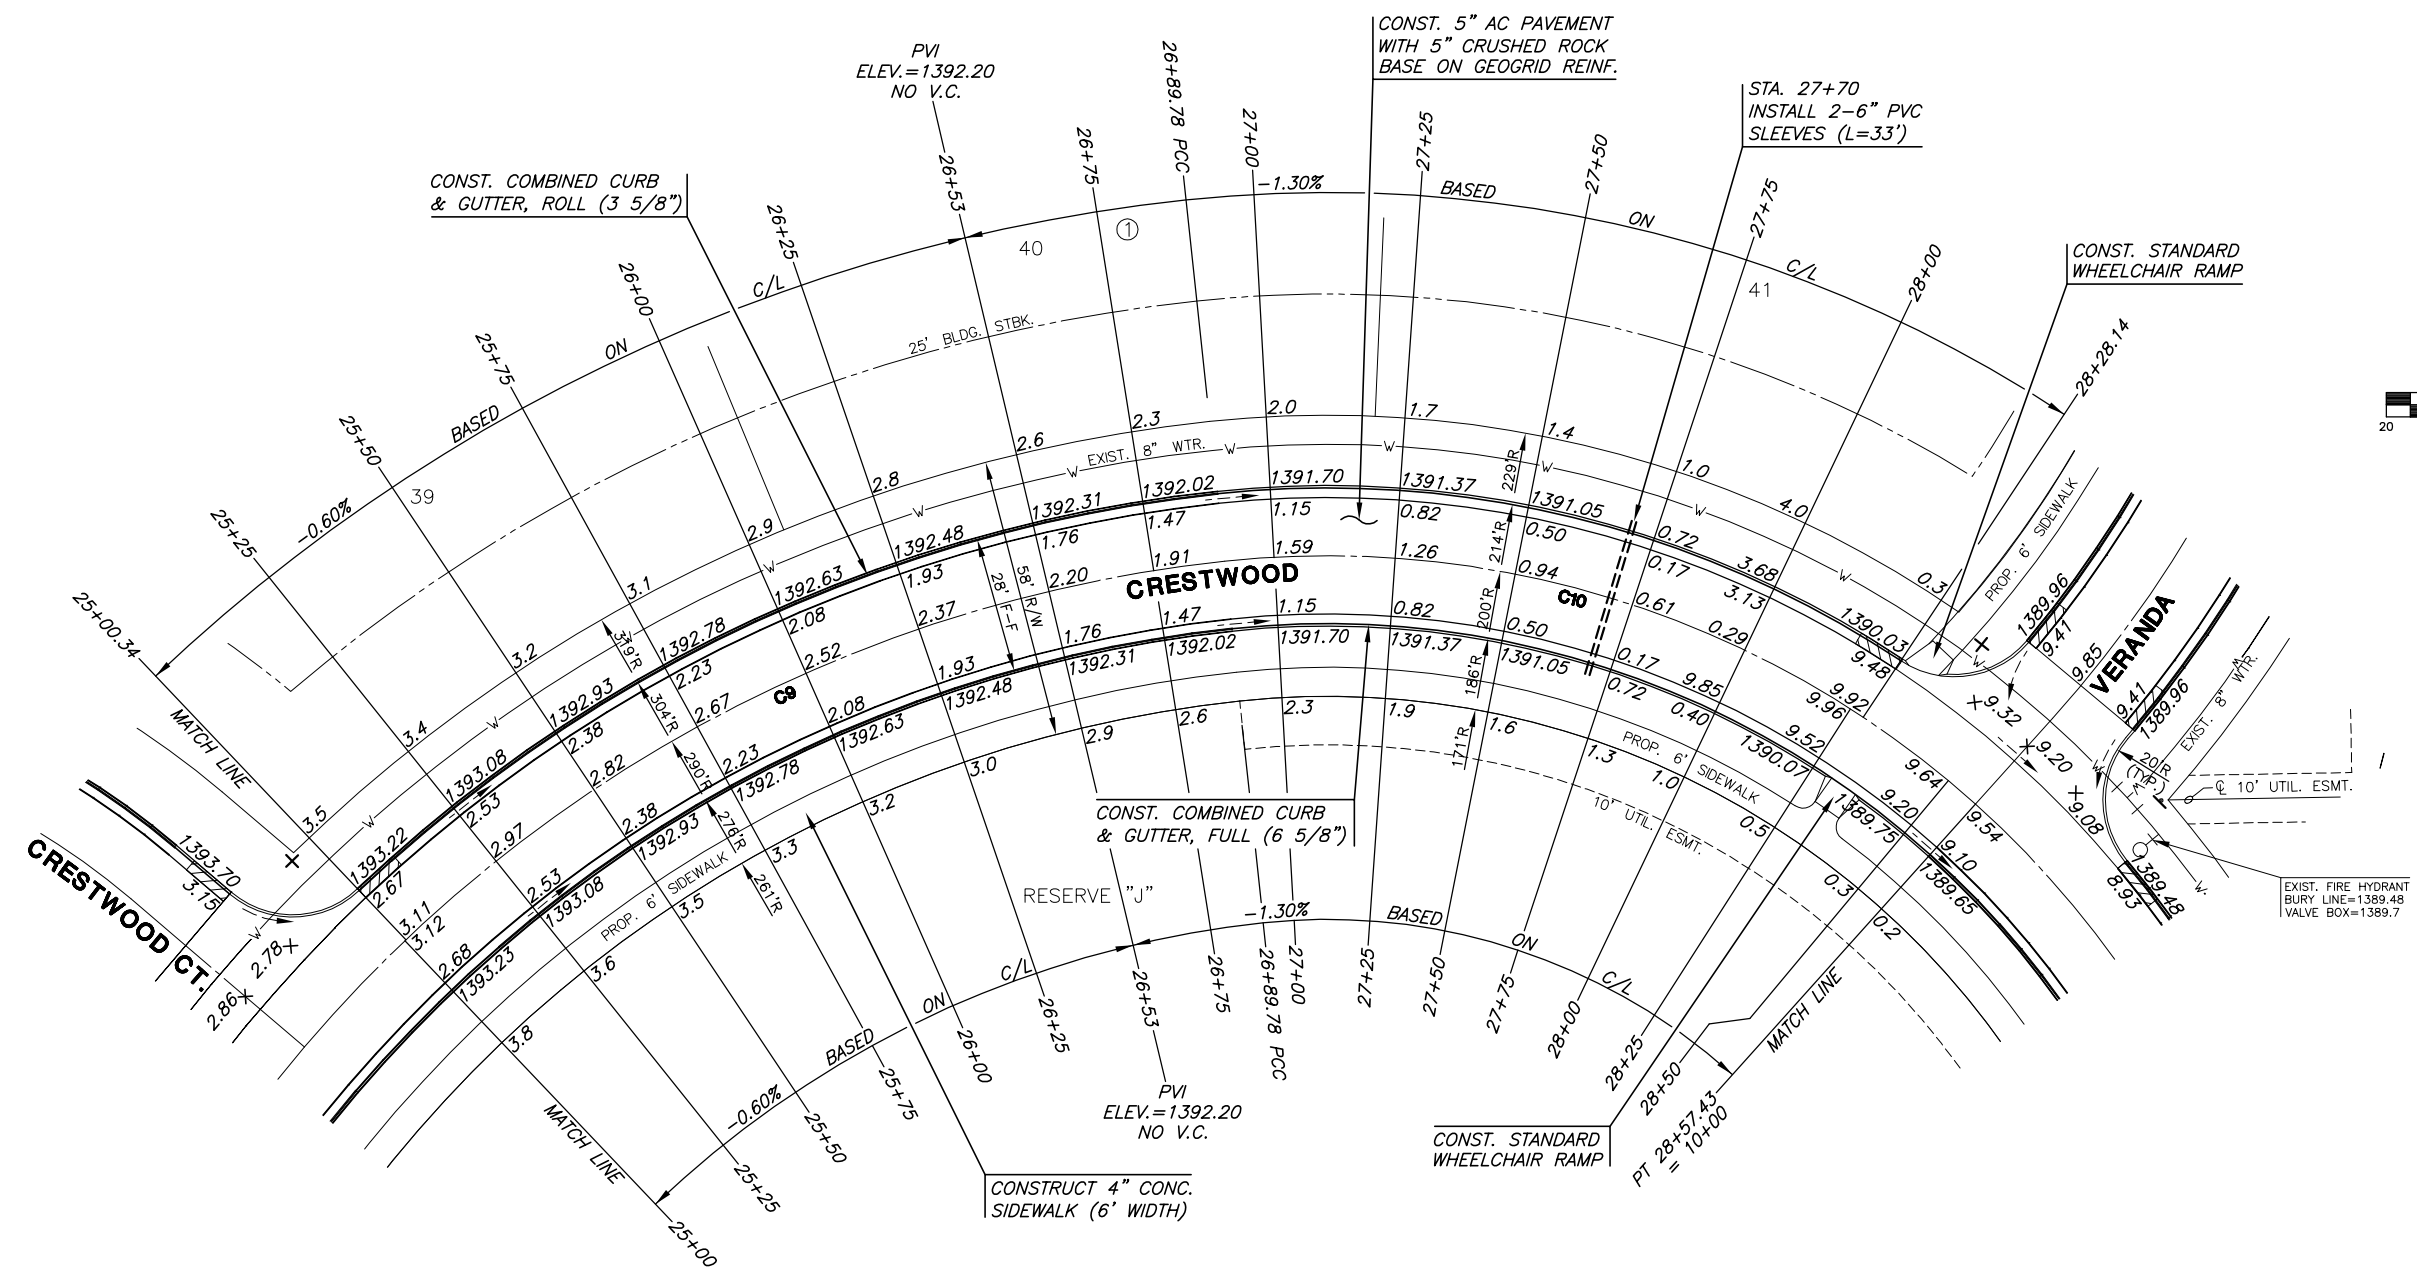 CONST. 5" AC PAVEMENT
WITH 5" CRUSHED ROCK
BASE ON GEOGRID REINF.
PVI
ELEV.=1392.20
NO V.C.
STA. 27+70
INSTALL 2-6" PVC
SLEEVES (L=33')
CONST. COMBINED CURB
& GUTTER, ROLL (3 5/8")
CONST. STANDARD
WHEELCHAIR RAMP
25+00.34
25+25
25+50
25+75
26+00
26+25
26+53
26+75
26+89.78 PCC
27+00
27+25
27+50
27+75
28+00
28+28.14
-0.60%
BASED
ON
C/L
-1.30%
BASED
ON
C/L
39
40
1
41
25' BLDG. STBK.
20
3.5
3.4
3.2
3.1
2.9
2.8
2.6
2.3
2.0
1.7
1.4
1.0
4.0
0.3
W
W
W
W
W
EXIST. 8" WTR.
W
W
W
W
W
W
W
1393.70
3.15
1393.22
1393.08
1392.93
1392.78
1392.63
1392.48
1392.31
1392.02
1391.70
1391.37
1391.05
0.72
3.68
1390.03
2.67
2.53
2.38
2.23
2.08
1.93
1.76
1.47
1.15
0.82
0.50
0.17
3.13
9.48
3.11
3.12
2.97
2.82
2.67
2.52
2.37
2.20
1.91
1.59
1.26
0.94
0.61
0.29
9.92
9.96
9.64
9.54
CRESTWOOD
C9
C10
319'R
304'R
290'R
276'R
261'R
58' R/W
28' F-F
229'R
214'R
200'R
186'R
171'R
2.68
2.53
2.38
2.23
2.08
1.93
1.76
1.47
1.15
0.82
0.50
0.17
9.85
9.52
9.20
9.10
1393.23
1393.08
1392.93
1392.78
1392.63
1392.48
1392.31
1392.02
1391.70
1391.37
1391.05
0.72
0.40
1390.07
1389.75
1389.65
3.8
3.6
3.5
3.3
3.2
3.0
2.9
2.6
2.3
1.9
1.6
1.3
1.0
0.5
0.3
0.2
PROP. 6' SIDEWALK
PROP. 6' SIDEWALK
PROP. 6' SIDEWALK
10' UTIL. ESMT.
MATCH LINE
CRESTWOOD CT.
2.78
2.86
W
1389.96
9.41
9.85
VERANDA
9.41
1389.96
9.32
9.20
9.08
EXIST. 8" WTR.
W
20'R
(TYP.)
W
W
W
℄ 10' UTIL. ESMT.
1389.48
8.93
EXIST. FIRE HYDRANT
BURY LINE=1389.48
VALVE BOX=1389.7
CONST. COMBINED CURB
& GUTTER, FULL (6 5/8")
RESERVE "J"
-0.60%
BASED
ON
C/L
-1.30%
BASED
ON
C/L
MATCH LINE
MATCH LINE
25+00
25+25
25+50
25+75
26+00
26+25
26+53
26+75
26+89.78 PCC
27+00
27+25
27+50
27+75
28+00
28+25
28+50
PT 28+57.43
= 10+00
PVI
ELEV.=1392.20
NO V.C.
CONST. STANDARD
WHEELCHAIR RAMP
CONSTRUCT 4" CONC.
SIDEWALK (6' WIDTH)